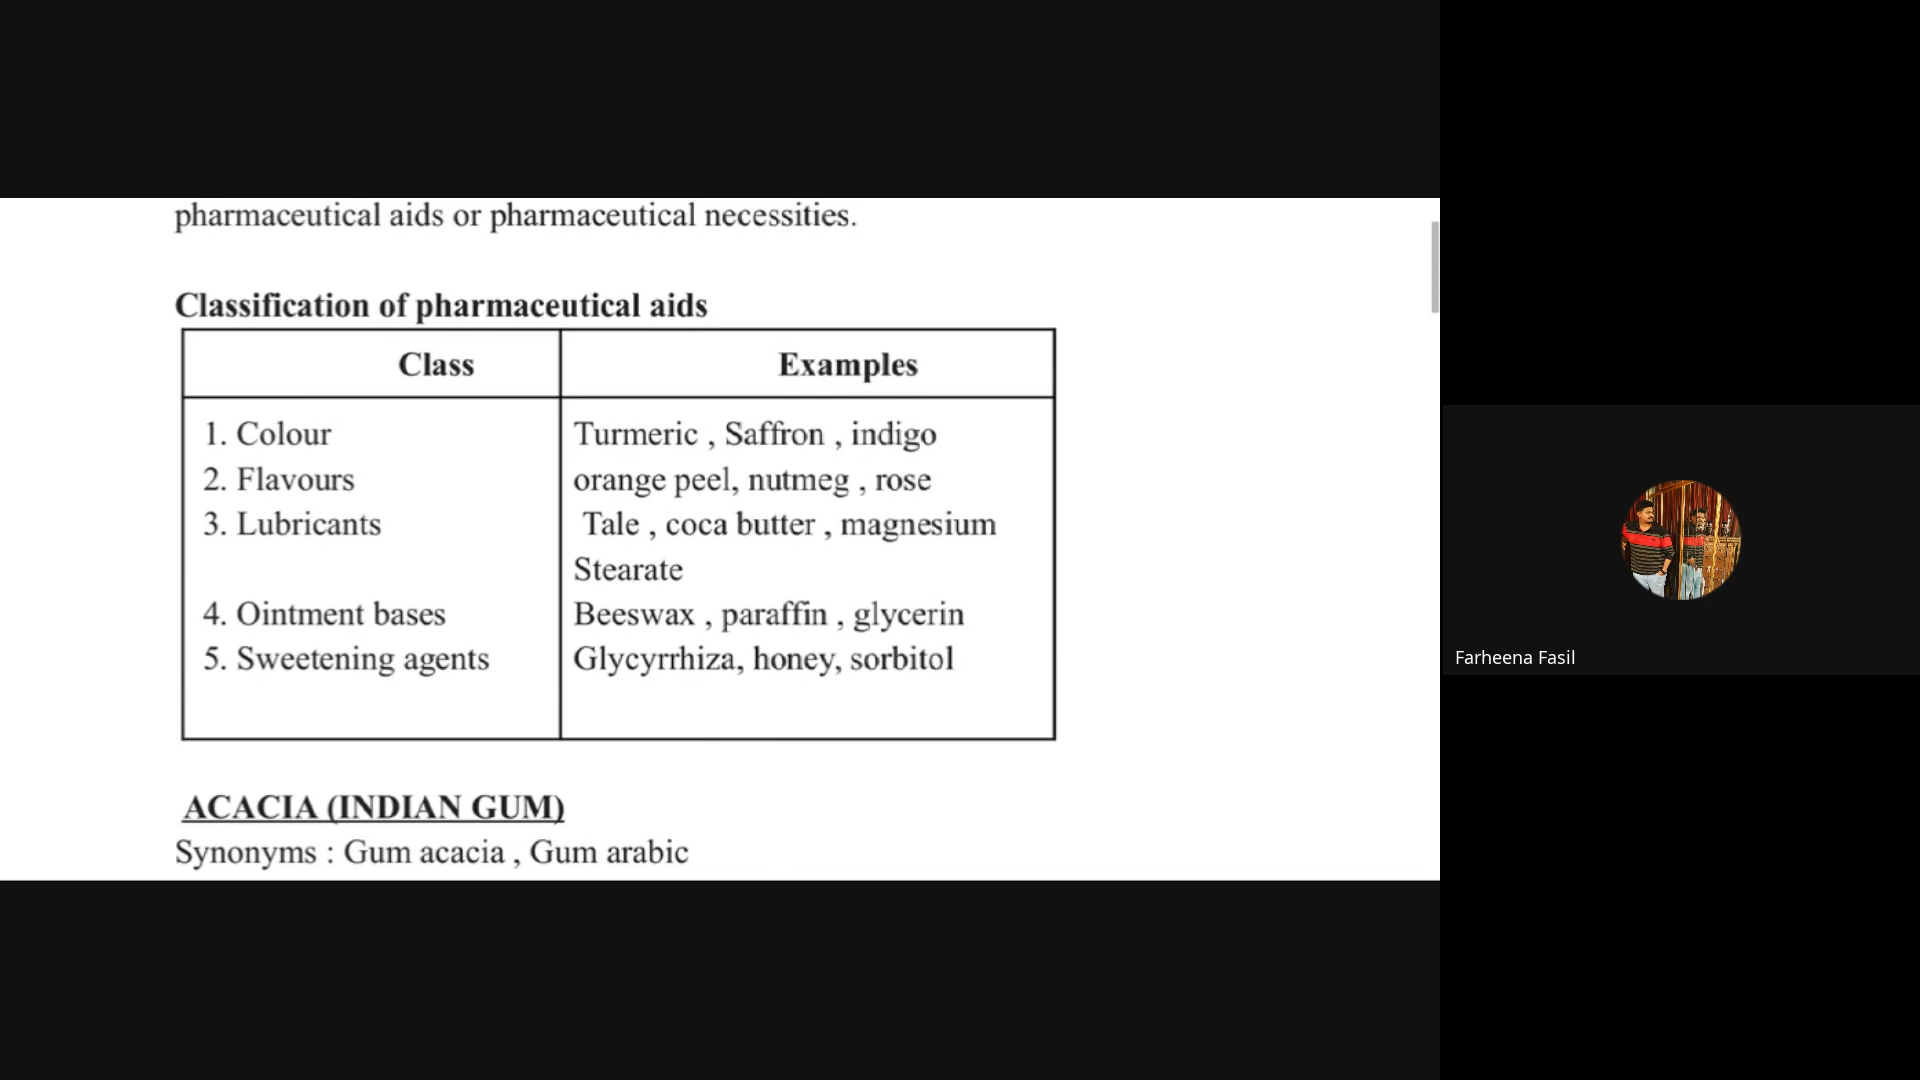 pharmaceutical aids or pharmaceutical necessities.
Classification of pharmaceutical aids
Class Examples
1. Colour Turmeric , Saffron , indigo
2. Flavours orange peel, nutmeg , rose
3. Lubricants Tale , coca butter , magnesium
Stearate
4. Ointment bases Beeswax , paraffin , glycerin
5. Sweetening agents Glycyrrhiza, honey, sorbitol
ACACIA (INDIAN GUM)
Synonyms : Gum acacia , Gum arabic
Farheena Fasil